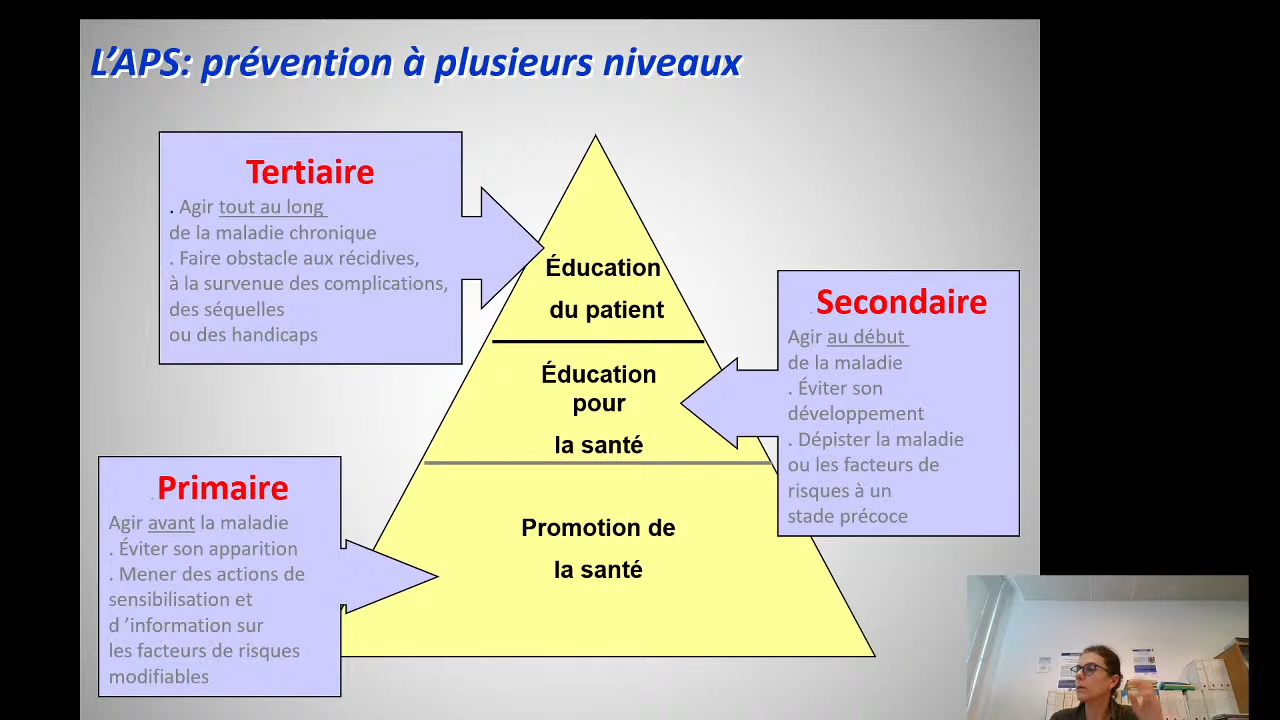 L’APS: prévention à plusieurs niveaux
Tertiaire
. Agir tout au long
de la maladie chronique
. Faire obstacle aux récidives,
à la survenue des complications,
des séquelles
ou des handicaps
Éducation
du patient
. Secondaire
Agir au début
de la maladie
. Éviter son
développement
. Dépister la maladie
ou les facteurs de
risques à un
stade précoce
Éducation
pour
la santé
. Primaire
Agir avant la maladie
. Éviter son apparition
. Mener des actions de
sensibilisation et
d ’information sur
les facteurs de risques
modifiables
Promotion de
la santé